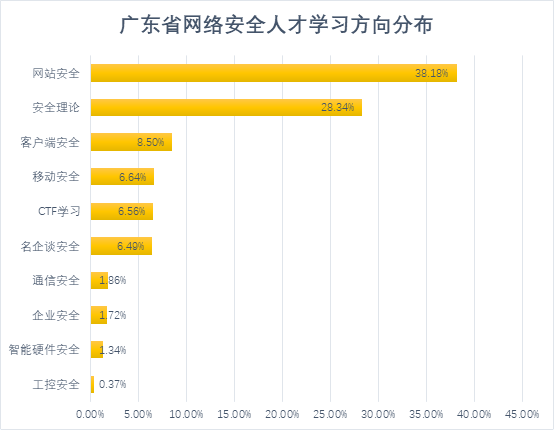 广东省网络安全人才学习方向分布
网站安全 38.18%
安全理论 28.34%
客户端安全 8.50%
移动安全 6.64%
CTF学习 6.56%
名企谈安全 6.49%
通信安全 1.86%
企业安全 1.72%
智能硬件安全 1.34%
工控安全 0.37%
0.00% 5.00% 10.00% 15.00% 20.00% 25.00% 30.00% 35.00% 40.00% 45.00%